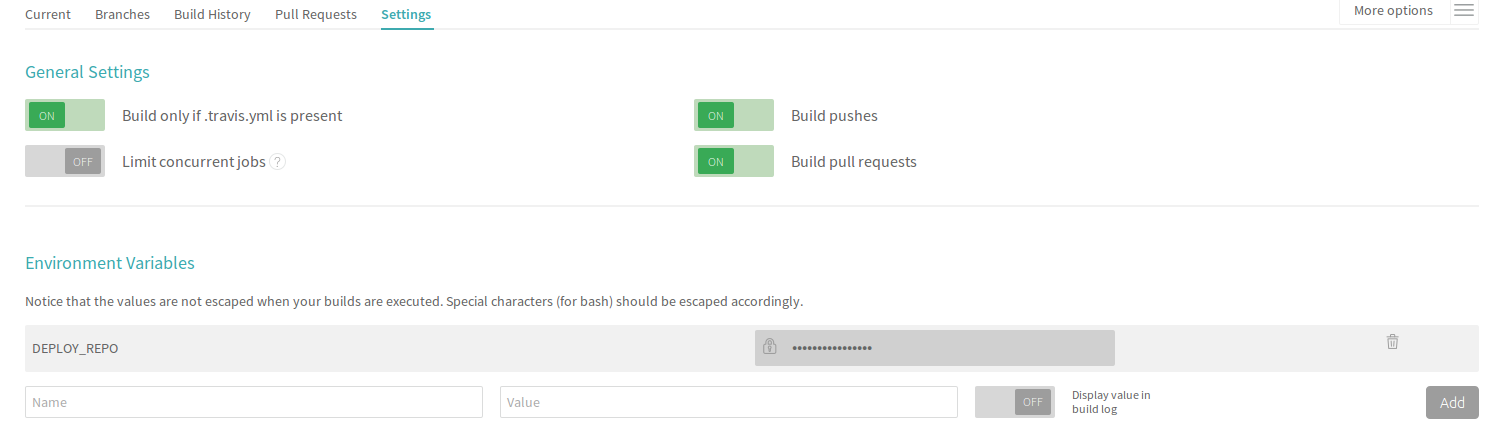 Current Branches Build History Pull Requests Settings More options
General Settings
ON Build only if .travis.yml is present ON Build pushes
OFF Limit concurrent jobs ? ON Build pull requests
Environment Variables
Notice that the values are not escaped when your builds are executed. Special characters (for bash) should be escaped accordingly.
DEPLOY_REPO ••••••••••••••••
Name Value OFF Display value in
build log Add